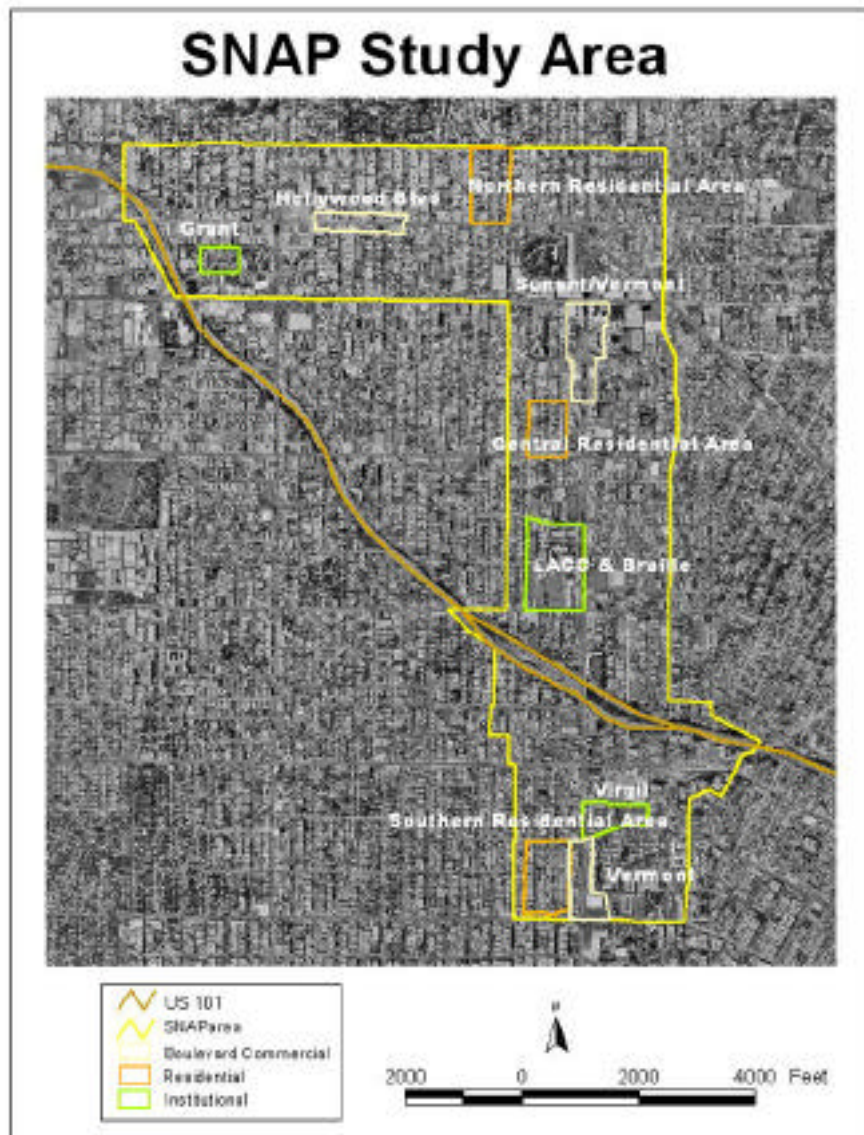 SNAP Study Area
Northern Residential Area
Hollywood Blvd
Grant
Sunset/Vermont
Central Residential Area
LACC & Braille
Virgil
Southern Residential Area
Vermont
US 101
SNAParea
Boulevard Commercial
Residential
Institutional
N
2000 0 2000 4000 Feet